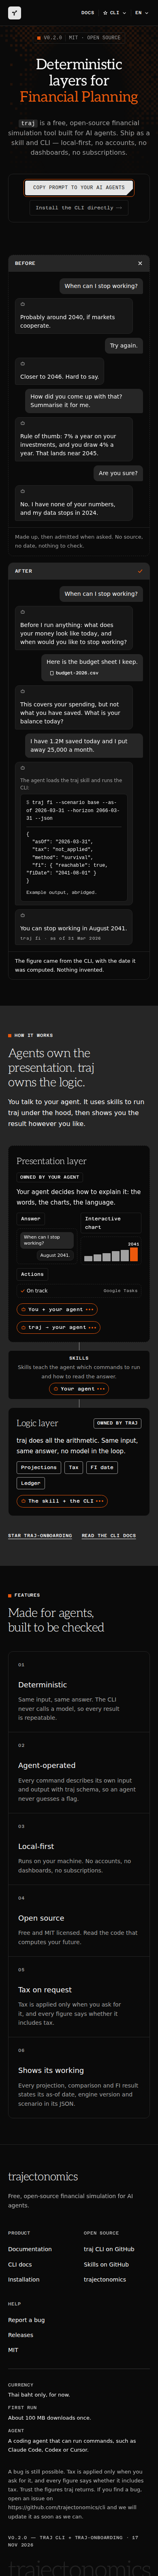 DOCS
CLI
EN
V0.2.0 MIT · OPEN SOURCE
Deterministic
layers for
Financial Planning
traj is a free, open-source financial
simulation tool built for AI agents. Ship as a
skill and CLI — local-first, no accounts, no
dashboards, no subscriptions.
COPY PROMPT TO YOUR AI AGENTS
Install the CLI directly
BEFORE
When can I stop working?
Probably around 2040, if markets
cooperate.
Try again.
Closer to 2046. Hard to say.
How did you come up with that?
Summarise it for me.
Rule of thumb: 7% a year on your
investments, and you draw 4% a
year. That lands near 2045.
Are you sure?
No. I have none of your numbers,
and my data stops in 2024.
Made up, then admitted when asked. No source,
no date, nothing to check.
AFTER
When can I stop working?
Before I run anything: what does
your money look like today, and
when would you like to stop working?
Here is the budget sheet I keep.
budget-2026.csv
This covers your spending, but not
what you have saved. What is your
balance today?
I have 1.2M saved today and I put
away 25,000 a month.
The agent loads the traj skill and runs the
CLI:
$ traj fi --scenario base --as-
of 2026-03-31 --horizon 2066-03-
31 --json
{
"asOf": "2026-03-31",
"tax": "not_applied",
"method": "survival",
"fi": { "reachable": true,
"fiDate": "2041-08-01" }
}
Example output, abridged.
You can stop working in August 2041.
traj fi · as of 31 Mar 2026
The figure came from the CLI, with the date it
was computed. Nothing invented.
HOW IT WORKS
Agents own the
presentation. traj
owns the logic.
You talk to your agent. It uses skills to run
traj under the hood, then shows you the
result however you like.
Presentation layer
OWNED BY YOUR AGENT
Your agent decides how to explain it: the
words, the charts, the language.
Answer
When can I stop
working?
August 2041.
Interactive
chart
2041
Actions
On track
Google Tasks
You + your agent
traj → your agent
SKILLS
Skills teach the agent which commands to run
and how to read the answer.
Your agent
Logic layer
OWNED BY TRAJ
traj does all the arithmetic. Same input,
same answer, no model in the loop.
Projections
Tax
FI date
Ledger
The skill + the CLI
STAR TRAJ-ONBOARDING
READ THE CLI DOCS
FEATURES
Made for agents,
built to be checked
01
Deterministic
Same input, same answer. The CLI
never calls a model, so every result
is repeatable.
02
Agent-operated
Every command describes its own input
and output with traj schema, so an agent
never guesses a flag.
03
Local-first
Runs on your machine. No accounts, no
dashboards, no subscriptions.
04
Open source
Free and MIT licensed. Read the code that
computes your future.
05
Tax on request
Tax is applied only when you ask for
it, and every figure says whether it
includes tax.
06
Shows its working
Every projection, comparison and FI result
states its as-of date, engine version and
scenario in its JSON.
trajectonomics
Free, open-source financial simulation for AI
agents.
PRODUCT
Documentation
CLI docs
Installation
OPEN SOURCE
traj CLI on GitHub
Skills on GitHub
trajectonomics
HELP
Report a bug
Releases
MIT
CURRENCY
Thai baht only, for now.
FIRST RUN
About 100 MB downloads once.
AGENT
A coding agent that can run commands, such as
Claude Code, Codex or Cursor.
A bug is still possible. Tax is applied only when you
ask for it, and every figure says whether it includes
tax. Trust the figures traj returns. If you find a bug,
open an issue on
https://github.com/trajectonomics/cli and we will
update it as soon as we can.
V0.2.0 — TRAJ CLI + TRAJ-ONBOARDING · 17
NOV 2026
trajectonomics